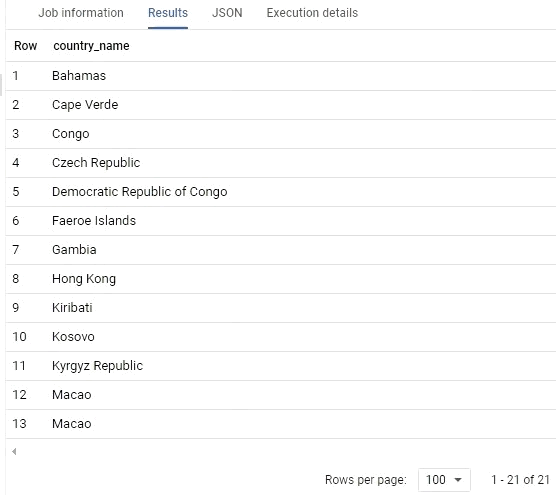 Job information Results JSON Execution details
Row country_name
1 Bahamas
2 Cape Verde
3 Congo
4 Czech Republic
5 Democratic Republic of Congo
6 Faeroe Islands
7 Gambia
8 Hong Kong
9 Kiribati
10 Kosovo
11 Kyrgyz Republic
12 Macao
13 Macao
Rows per page: 100 1 - 21 of 21